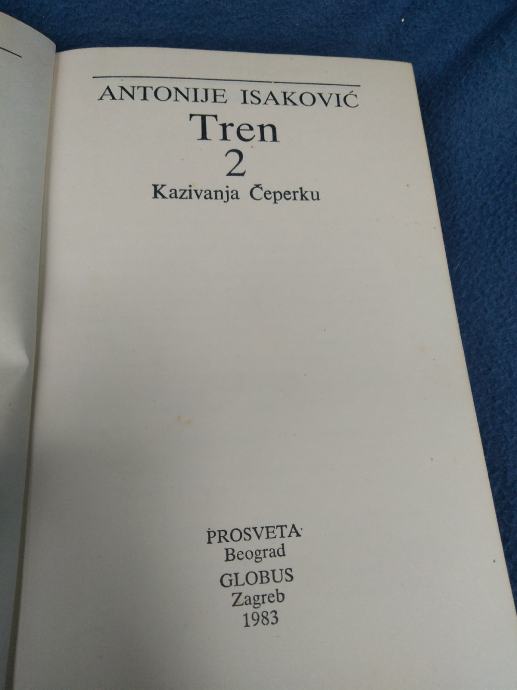 ANTONIJE ISAKOVIĆ
Tren
2
Kazivanja Čeperku
PROSVETA
Beograd
GLOBUS
Zagreb
1983